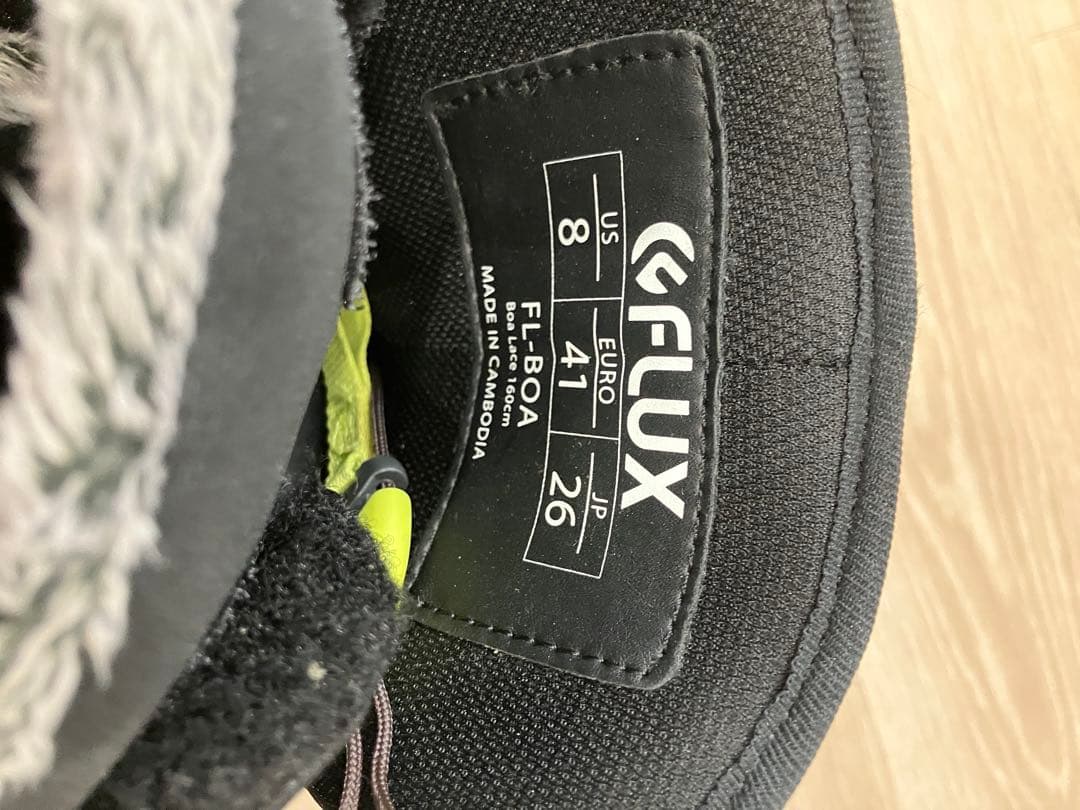 FLUX
US EURO JP
8 41 26
FL-BOA
Boa Lace 160cm
MADE IN CAMBODIA